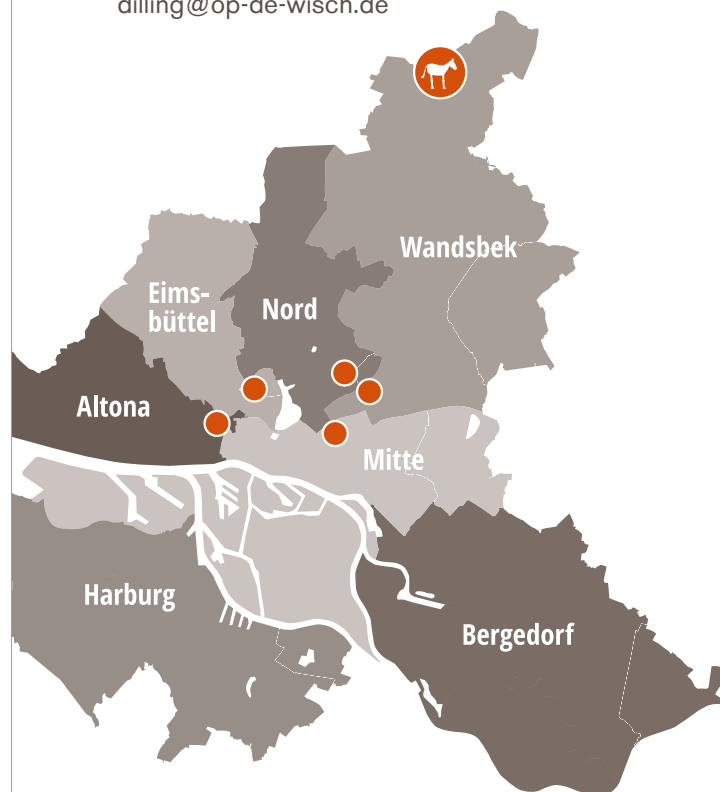 dilling@op-de-wisch.de
Wandsbek
Eims-
büttel
Nord
Altona
Mitte
Harburg
Bergedorf